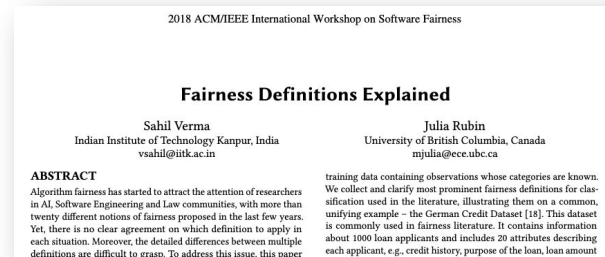 2018 ACM/IEEE International Workshop on Software Fairness
Fairness Definitions Explained
Sahil Verma
Indian Institute of Technology Kanpur, India
vsahil@iitk.ac.in
Julia Rubin
University of British Columbia, Canada
mjulia@ece.ubc.ca
ABSTRACT
Algorithm fairness has started to attract the attention of researchers
in AI, Software Engineering and Law communities, with more than
twenty different notions of fairness proposed in the last few years.
Yet, there is no clear agreement on which definition to apply in
each situation. Moreover, the detailed differences between multiple
definitions are difficult to grasp. To address this issue, this paper
training data containing observations whose categories are known.
We collect and clarify most prominent fairness definitions for clas-
sification used in the literature, illustrating them on a common,
unifying example – the German Credit Dataset [18]. This dataset
is commonly used in fairness literature. It contains information
about 1000 loan applicants and includes 20 attributes describing
each applicant, e.g., credit history, purpose of the loan, loan amount